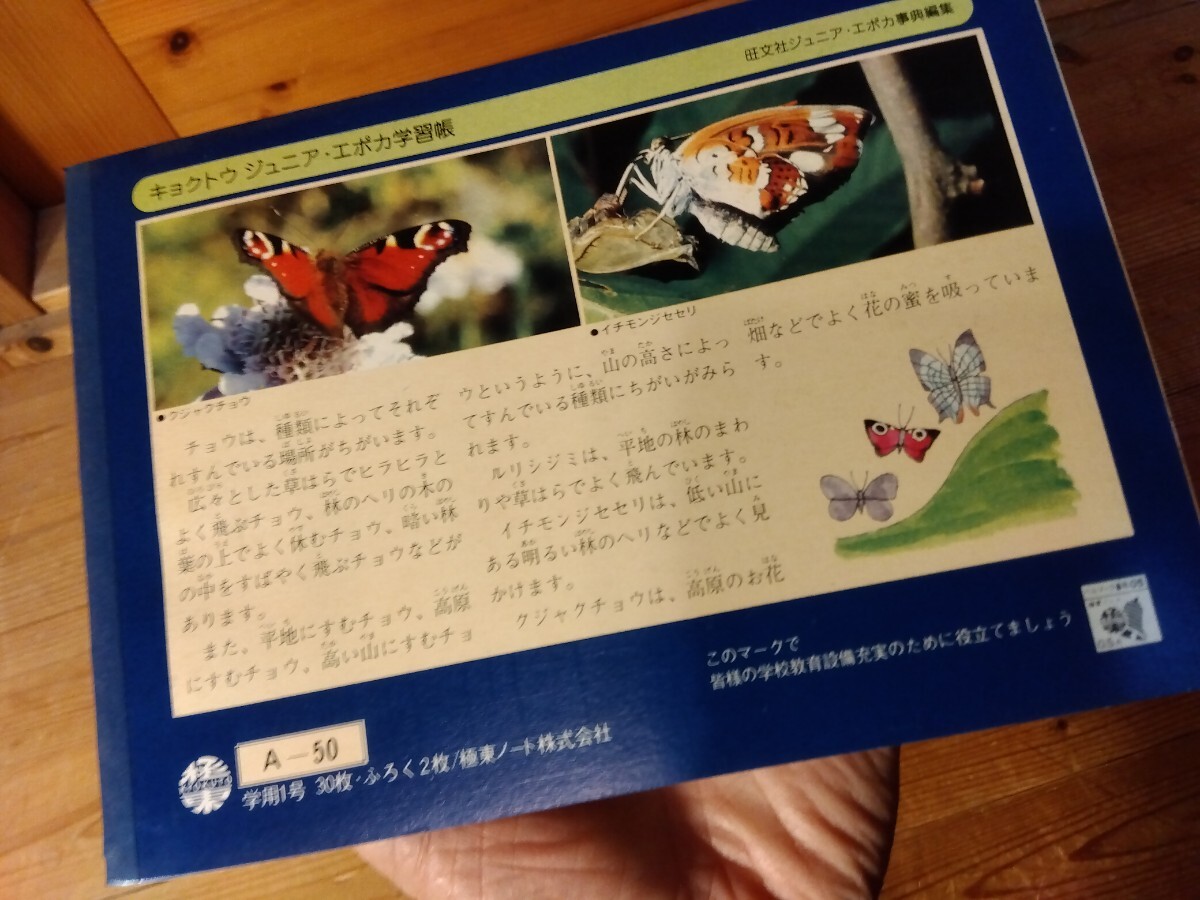 キョクトウ ジュニア・エポカ学習帳
旺文社ジュニア・エポカ事典編集
●クジャクチョウ
●イチモンジセセリ
チョウは、種類によってそれぞ
れすんでいる場所がちがいます。
広々とした草はらでヒラヒラと
よく飛ぶチョウ、林のヘリの木の
葉の上でよく休むチョウ、暗い林
の中をすばやく飛ぶチョウなどが
あります。
また、平地にすむチョウ、高原
にすむチョウ、高い山にすむチョ
ウというように、山の高さによっ
てすんでいる種類にちがいがみら
れます。
ルリシジミは、平地の林のまわ
りや草はらでよく飛んでいます。
イチモンジセセリは、低い山に
ある明るい林のヘリなどでよく見
かけます。
クジャクチョウは、高原のお花
畑などでよく花の蜜を吸っていま
す。
このマークで
皆様の学校教育設備充実のために役立てましょう
極東
A-50
学用1号 30枚・ふろく2枚/極東ノート株式会社